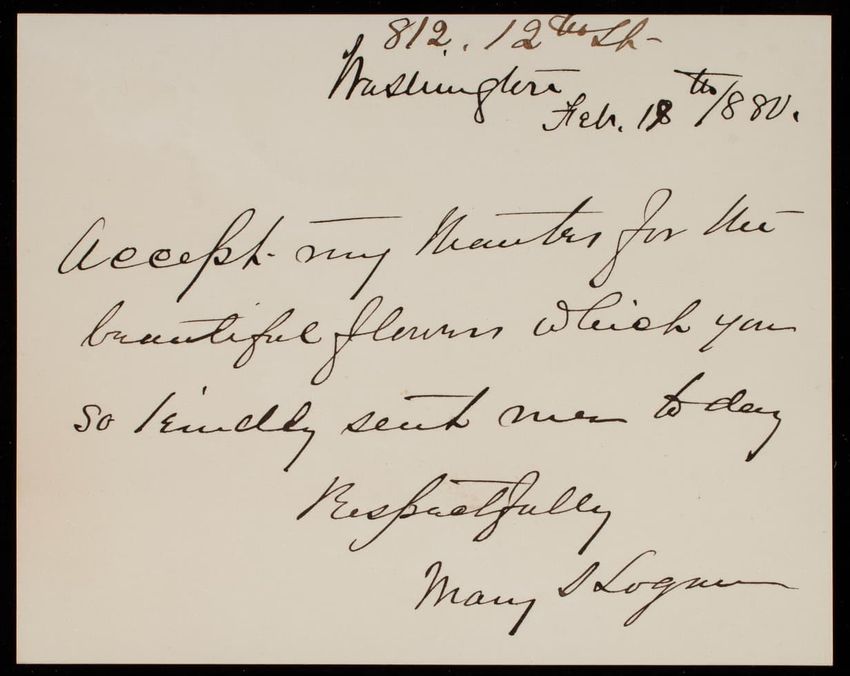 812. 12th St-
Washington
Feb. 18th/880.
Accept my thanks for the
beautiful flowers which you
so kindly sent me to day
Respectfully
Mary S Logan